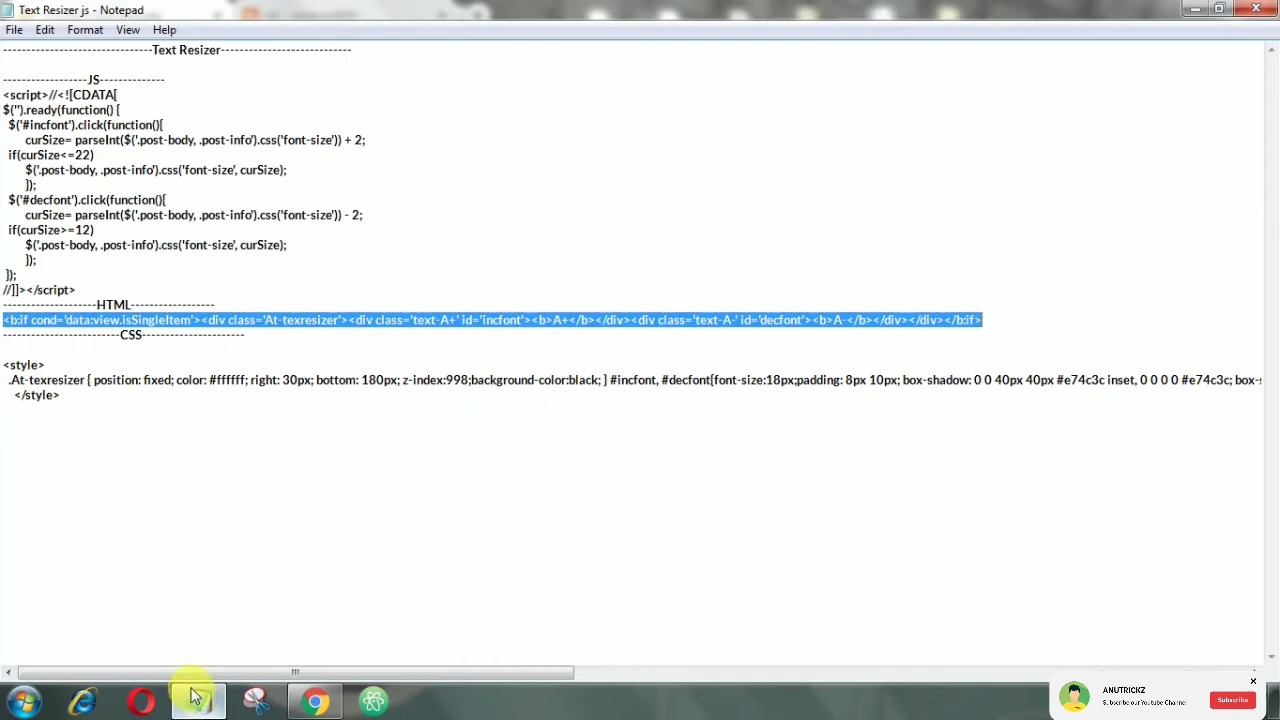 Text Resizer.js - Notepad
File Edit Format View Help
--------------------------------Text Resizer----------------------------
------------------JS--------------
<script>//<![CDATA[
$('').ready(function() {
$('#incfont').click(function(){
curSize= parseInt($('.post-body, .post-info').css('font-size')) + 2;
if(curSize<=22)
$('.post-body, .post-info').css('font-size', curSize);
});
$('#decfont').click(function(){
curSize= parseInt($('.post-body, .post-info').css('font-size')) - 2;
if(curSize>=12)
$('.post-body, .post-info').css('font-size', curSize);
});
});
//]]></script>
--------------------HTML------------------
<b:if cond='data:view.isSingleItem'><div class='At-texresizer'><div class='text-A+' id='incfont'><b>A+</b></div><div class='text-A-' id='decfont'><b>A-</b></div></div></b:if>
-------------------------CSS----------------------
<style>
.At-texresizer { position: fixed; color: #ffffff; right: 30px; bottom: 180px; z-index:998;background-color:black; } #incfont, #decfont{font-size:18px;padding: 8px 10px; box-shadow: 0 0 40px 40px #e74c3c inset, 0 0 0 0 #e74c3c; box-
</style>
ANUTRICKZ
Subscribe our Youtube Channel
Subscribe